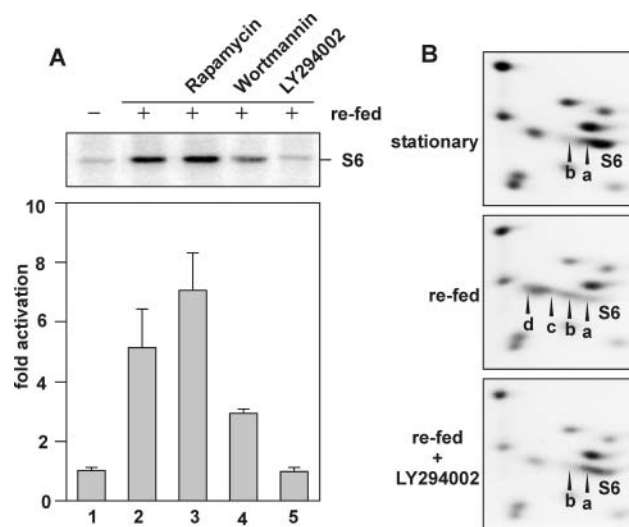 A
Rapamycin
Wortmannin
LY294002
– + + + + re-fed
S6
10
8
6
4
2
0
fold activation
1 2 3 4 5
B
stationary
b a S6
re-fed
d c b a S6
re-fed
+
LY294002
b a S6